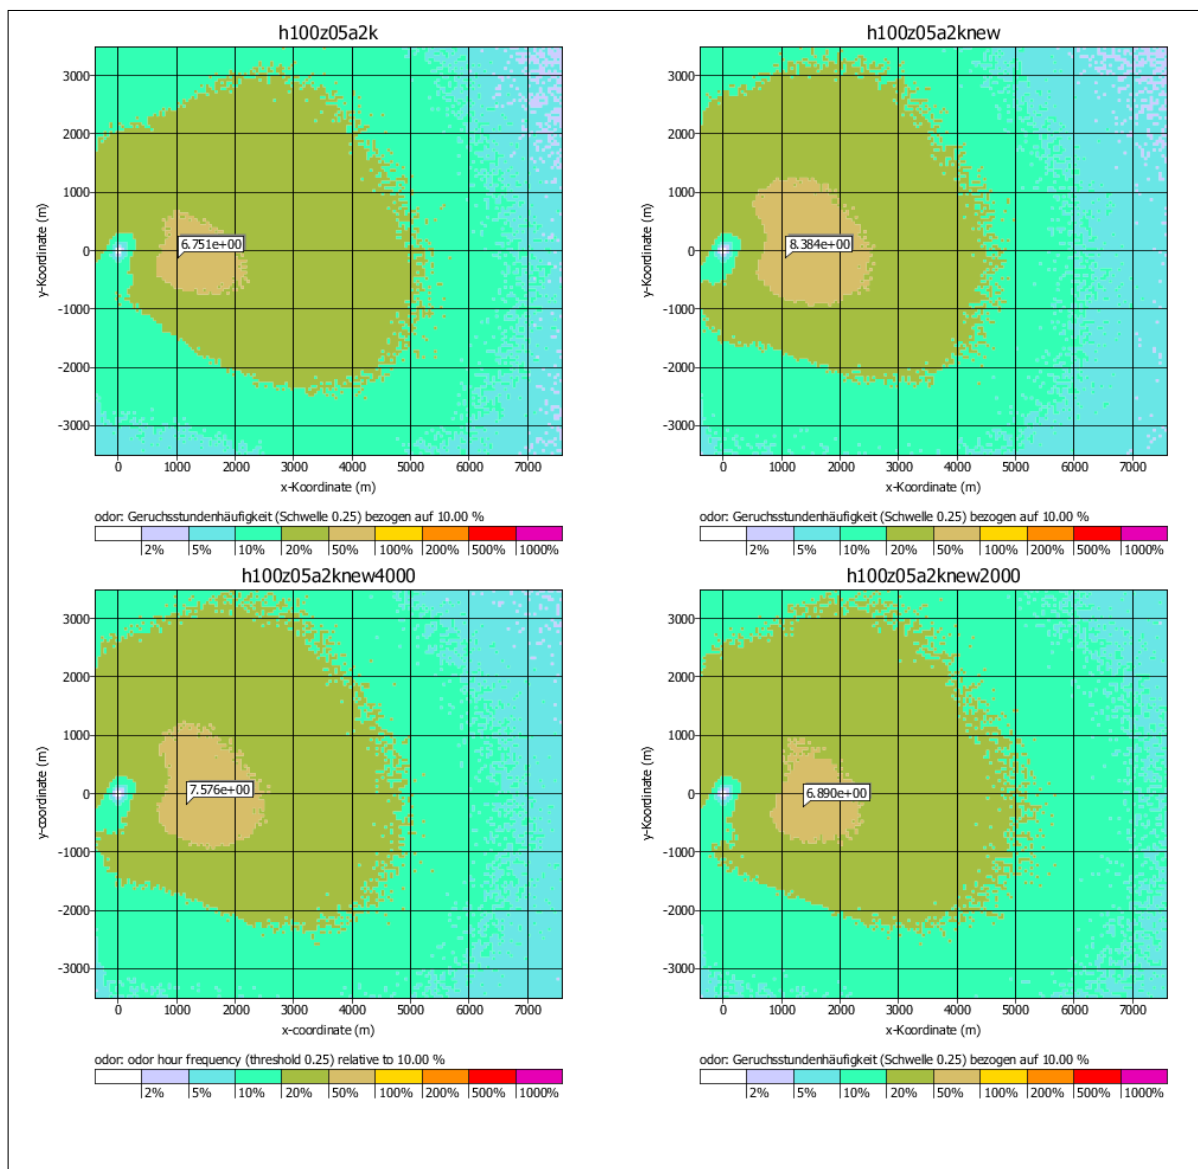 h100z05a2k
y-Koordinate (m)
3000
2000
1000
0
-1000
-2000
-3000
6.751e+00
0 1000 2000 3000 4000 5000 6000 7000
x-Koordinate (m)
odor: Geruchsstundenhäufigkeit (Schwelle 0.25) bezogen auf 10.00 %
2% 5% 10% 20% 50% 100% 200% 500% 1000%
h100z05a2knew
y-Koordinate (m)
3000
2000
1000
0
-1000
-2000
-3000
8.384e+00
0 1000 2000 3000 4000 5000 6000 7000
x-Koordinate (m)
odor: Geruchsstundenhäufigkeit (Schwelle 0.25) bezogen auf 10.00 %
2% 5% 10% 20% 50% 100% 200% 500% 1000%
h100z05a2knew4000
y-coordinate (m)
3000
2000
1000
0
-1000
-2000
-3000
7.576e+00
0 1000 2000 3000 4000 5000 6000 7000
x-coordinate (m)
odor: odor hour frequency (threshold 0.25) relative to 10.00 %
2% 5% 10% 20% 50% 100% 200% 500% 1000%
h100z05a2knew2000
y-Koordinate (m)
3000
2000
1000
0
-1000
-2000
-3000
6.890e+00
0 1000 2000 3000 4000 5000 6000 7000
x-Koordinate (m)
odor: Geruchsstundenhäufigkeit (Schwelle 0.25) bezogen auf 10.00 %
2% 5% 10% 20% 50% 100% 200% 500% 1000%